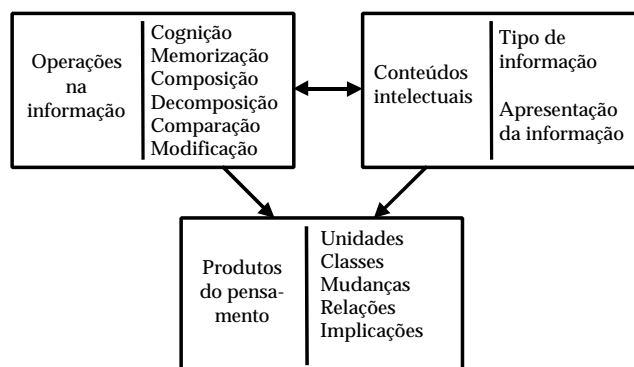 Operações
na
informação
Cognição
Memorização
Composição
Decomposição
Comparação
Modificação
Conteúdos
intelectuais
Tipo de
informação
Apresentação
da informação
Produtos
do pensa-
mento
Unidades
Classes
Mudanças
Relações
Implicações